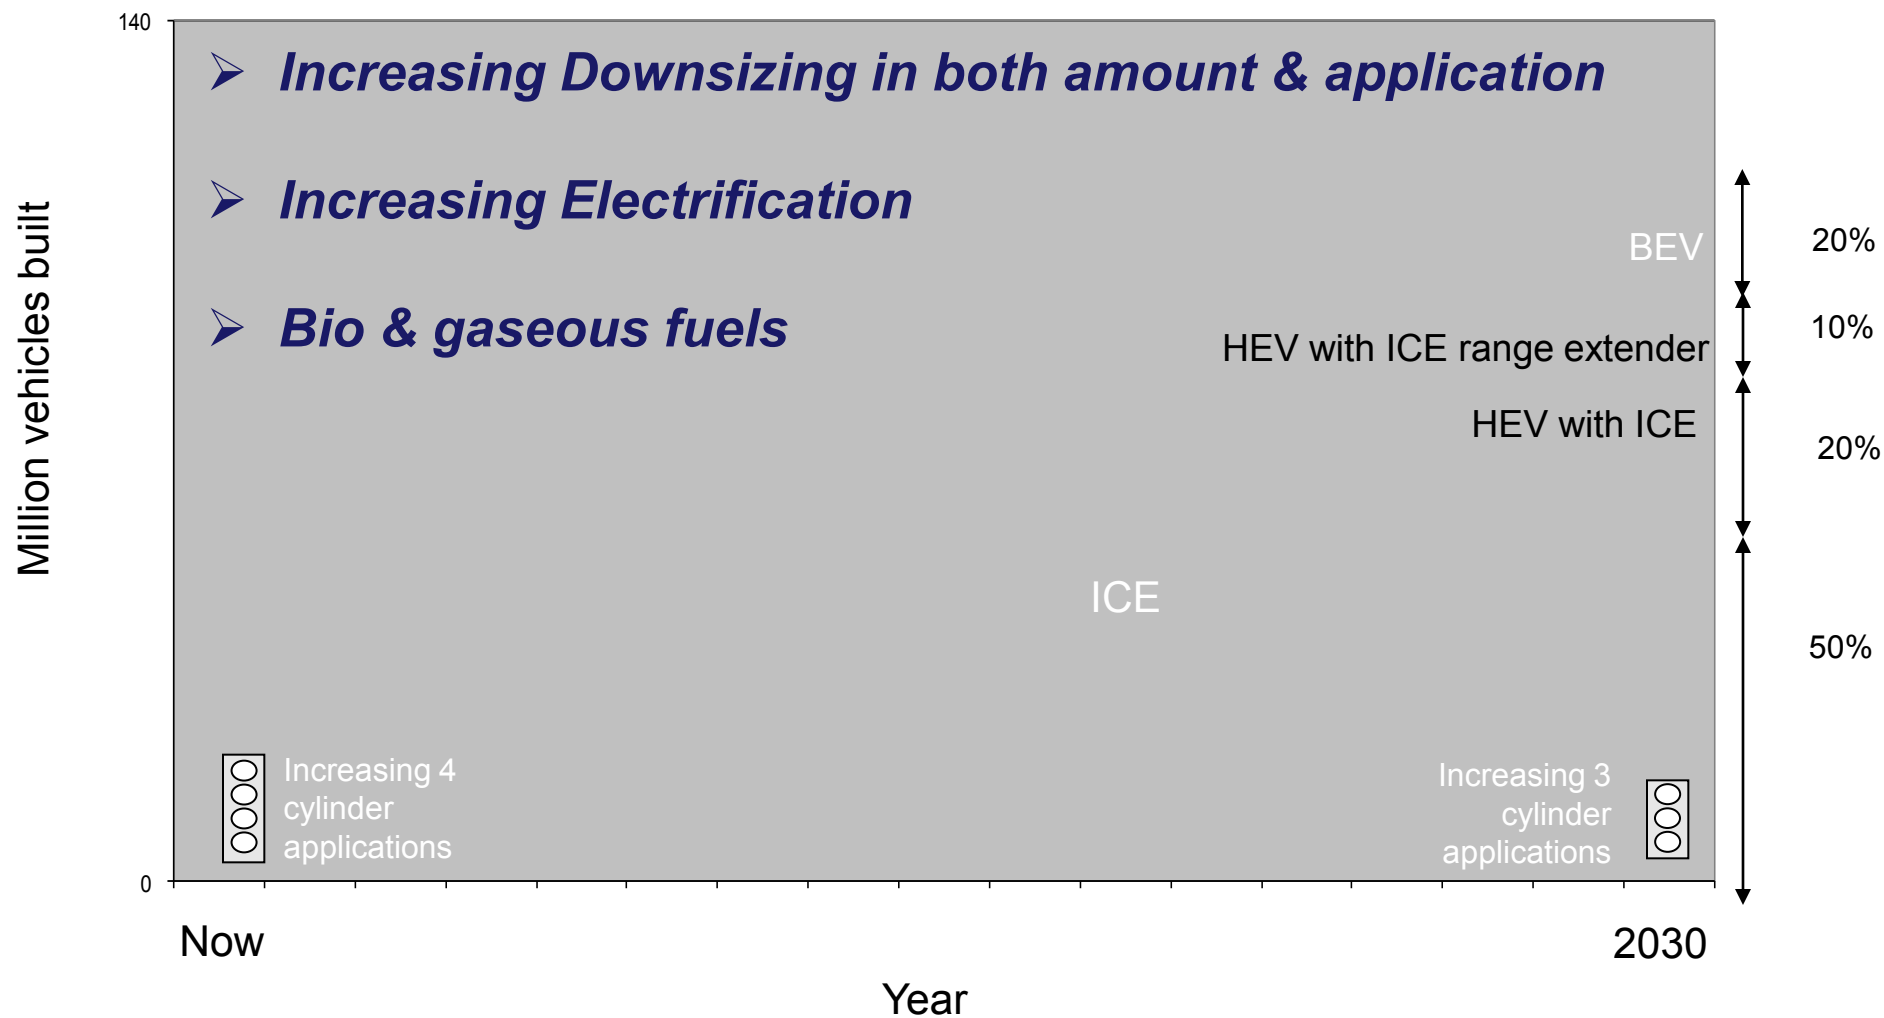 140
Increasing Downsizing in both amount & application
Increasing Electrification
BEV
20%
Bio & gaseous fuels
10%
HEV with ICE range extender
HEV with ICE
20%
Million vehicles built
ICE
50%
Increasing 4
cylinder
applications
Increasing 3
cylinder
applications
0
Now
2030
Year